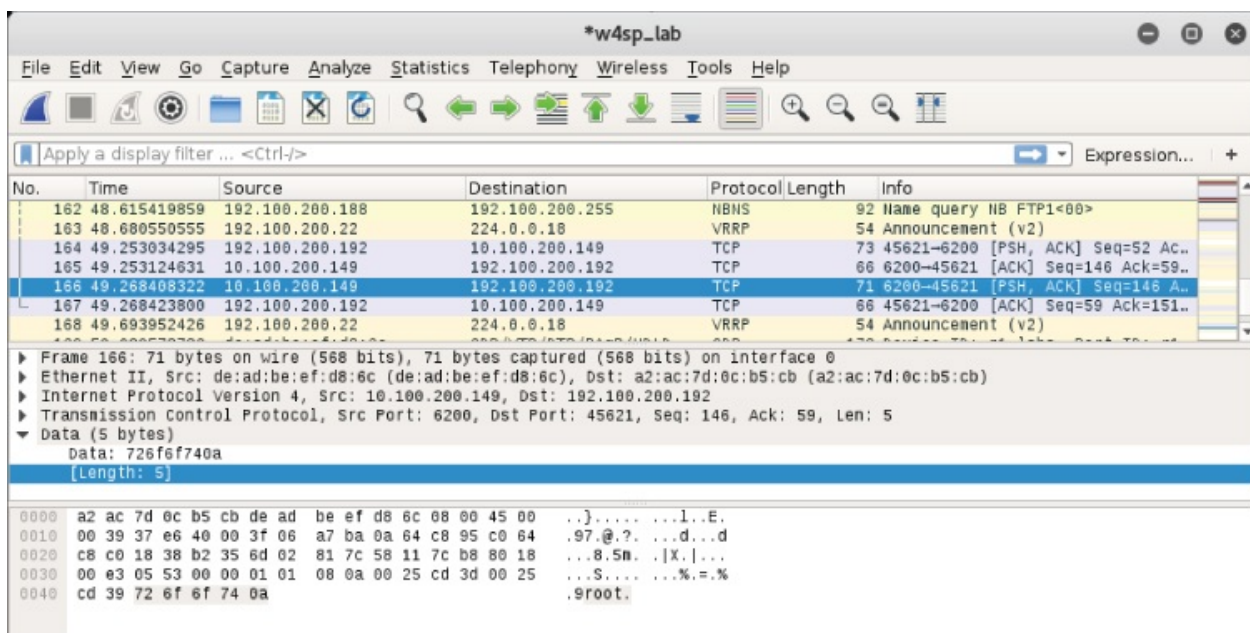 *w4sp_lab
File Edit View Go Capture Analyze Statistics Telephony Wireless Tools Help
Apply a display filter ... <Ctrl-/> Expression... +
No. Time Source Destination Protocol Length Info
162 48.615419859 192.100.200.188 192.100.200.255 NBNS 92 Name query NB FTP1<00>
163 48.680550555 192.100.200.22 224.0.0.18 VRRP 54 Announcement (v2)
164 49.253034295 192.100.200.192 10.100.200.149 TCP 73 45621→6200 [PSH, ACK] Seq=52 Ac…
165 49.253124631 10.100.200.149 192.100.200.192 TCP 66 6200→45621 [ACK] Seq=146 Ack=59…
166 49.268408322 10.100.200.149 192.100.200.192 TCP 71 6200→45621 [PSH, ACK] Seq=146 A…
167 49.268423800 192.100.200.192 10.100.200.149 TCP 66 45621→6200 [ACK] Seq=59 Ack=151…
168 49.693952426 192.100.200.22 224.0.0.18 VRRP 54 Announcement (v2)
Frame 166: 71 bytes on wire (568 bits), 71 bytes captured (568 bits) on interface 0
Ethernet II, Src: de:ad:be:ef:d8:6c (de:ad:be:ef:d8:6c), Dst: a2:ac:7d:0c:b5:cb (a2:ac:7d:0c:b5:cb)
Internet Protocol Version 4, Src: 10.100.200.149, Dst: 192.100.200.192
Transmission Control Protocol, Src Port: 6200, Dst Port: 45621, Seq: 146, Ack: 59, Len: 5
Data (5 bytes)
Data: 726f6f740a
[Length: 5]
0000 a2 ac 7d 0c b5 cb de ad be ef d8 6c 08 00 45 00 ..}..... ...l..E.
0010 00 39 37 e6 40 00 3f 06 a7 ba 0a 64 c8 95 c0 64 .97.@.?. ...d...d
0020 c8 c0 18 38 b2 35 6d 02 81 7c 58 11 7c b8 80 18 ...8.5m. .|X.|...
0030 00 e3 05 53 00 00 01 01 08 0a 00 25 cd 3d 00 25 ...S.... ...%.=.%
0040 cd 39 72 6f 6f 74 0a .9root.